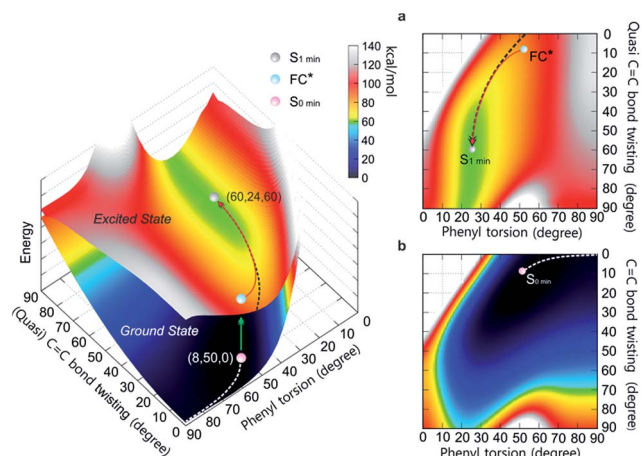 S1 min
FC*
S0 min
140
120
100
80
60
40
20
0
kcal/mol
Energy
Excited State
Ground State
(60,24,60)
(8,50,0)
90
80
70
60
50
40
30
20
10
0
(Quasi) C=C bond twisting (degree)
90
80
70
60
50
40
30
20
10
0
Phenyl torsion (degree)
a
FC*
S1 min
0
10
20
30
40
50
60
70
80
90
Quasi C=C bond twisting (degree)
0 10 20 30 40 50 60 70 80 90
Phenyl torsion (degree)
b
S0 min
0
10
20
30
40
50
60
70
80
90
C=C bond twisting (degree)
0 10 20 30 40 50 60 70 80 90
Phenyl torsion (degree)